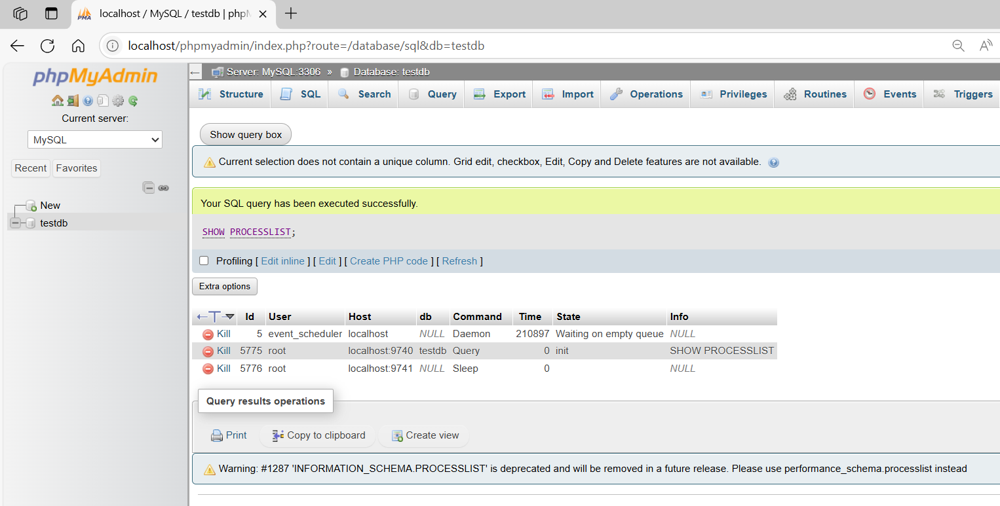 localhost / MySQL / testdb | phpM
localhost/phpmyadmin/index.php?route=/database/sql&db=testdb
phpMyAdmin
Current server:
MySQL
Recent Favorites
New
testdb
Server: MySQL:3306 » Database: testdb
Structure SQL Search Query Export Import Operations Privileges Routines Events Triggers
Show query box
Current selection does not contain a unique column. Grid edit, checkbox, Edit, Copy and Delete features are not available.
Your SQL query has been executed successfully.
SHOW PROCESSLIST;
Profiling [ Edit inline ] [ Edit ] [ Create PHP code ] [ Refresh ]
Extra options
←T→ Id User Host db Command Time State Info
Kill 5 event_scheduler localhost NULL Daemon 210897 Waiting on empty queue NULL
Kill 5775 root localhost:9740 testdb Query 0 init SHOW PROCESSLIST
Kill 5776 root localhost:9741 NULL Sleep 0 NULL
Query results operations
Print Copy to clipboard Create view
Warning: #1287 'INFORMATION_SCHEMA.PROCESSLIST' is deprecated and will be removed in a future release. Please use performance_schema.processlist instead